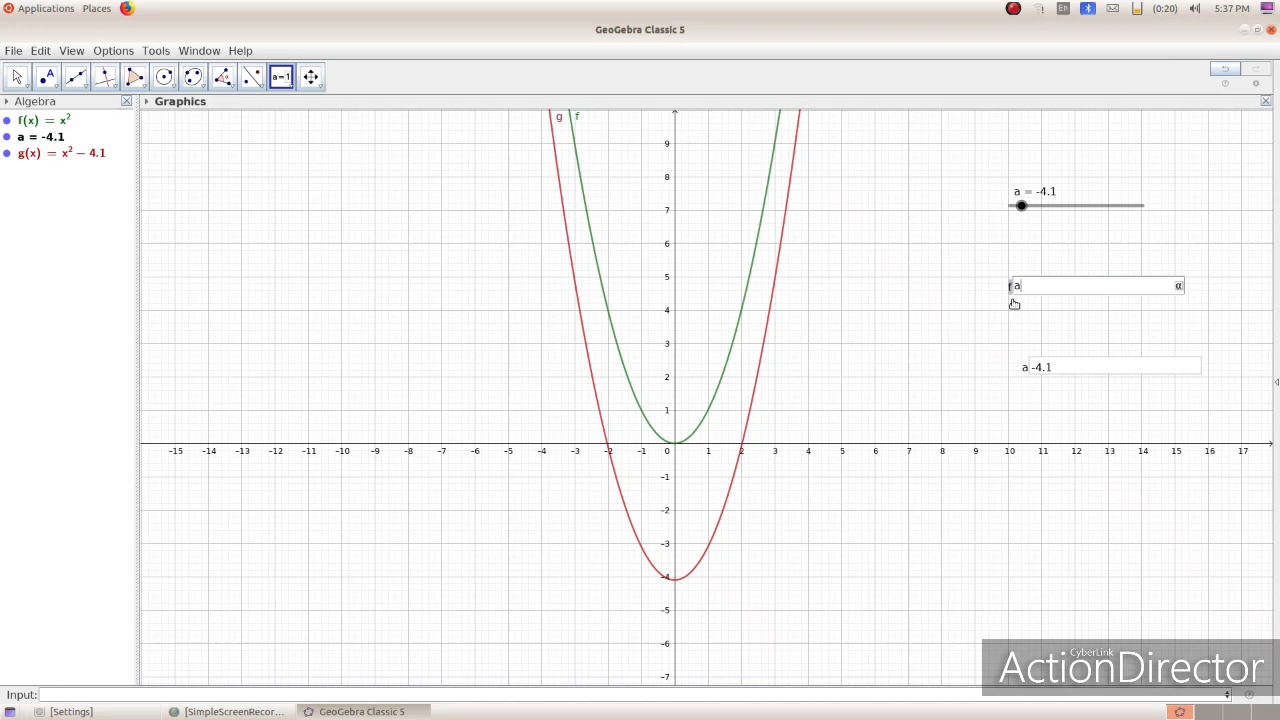 Applications Places En (0:20) 5:37 PM
GeoGebra Classic 5
File Edit View Options Tools Window Help
a=1
Algebra Graphics
f(x) = x²
a = -4.1
g(x) = x² − 4.1
g f
9
8
7
6
5
4
3
2
1
-15 -14 -13 -12 -11 -10 -9 -8 -7 -6 -5 -4 -3 -2 -1 0 1 2 3 4 5 6 7 8 9 10 11 12 13 14 15 16 17
-1
-2
-3
-4
-5
-6
-7
a = -4.1
f a α
a -4.1
CyberLink
ActionDirector
Input:
[Settings] [SimpleScreenRecor... GeoGebra Classic 5